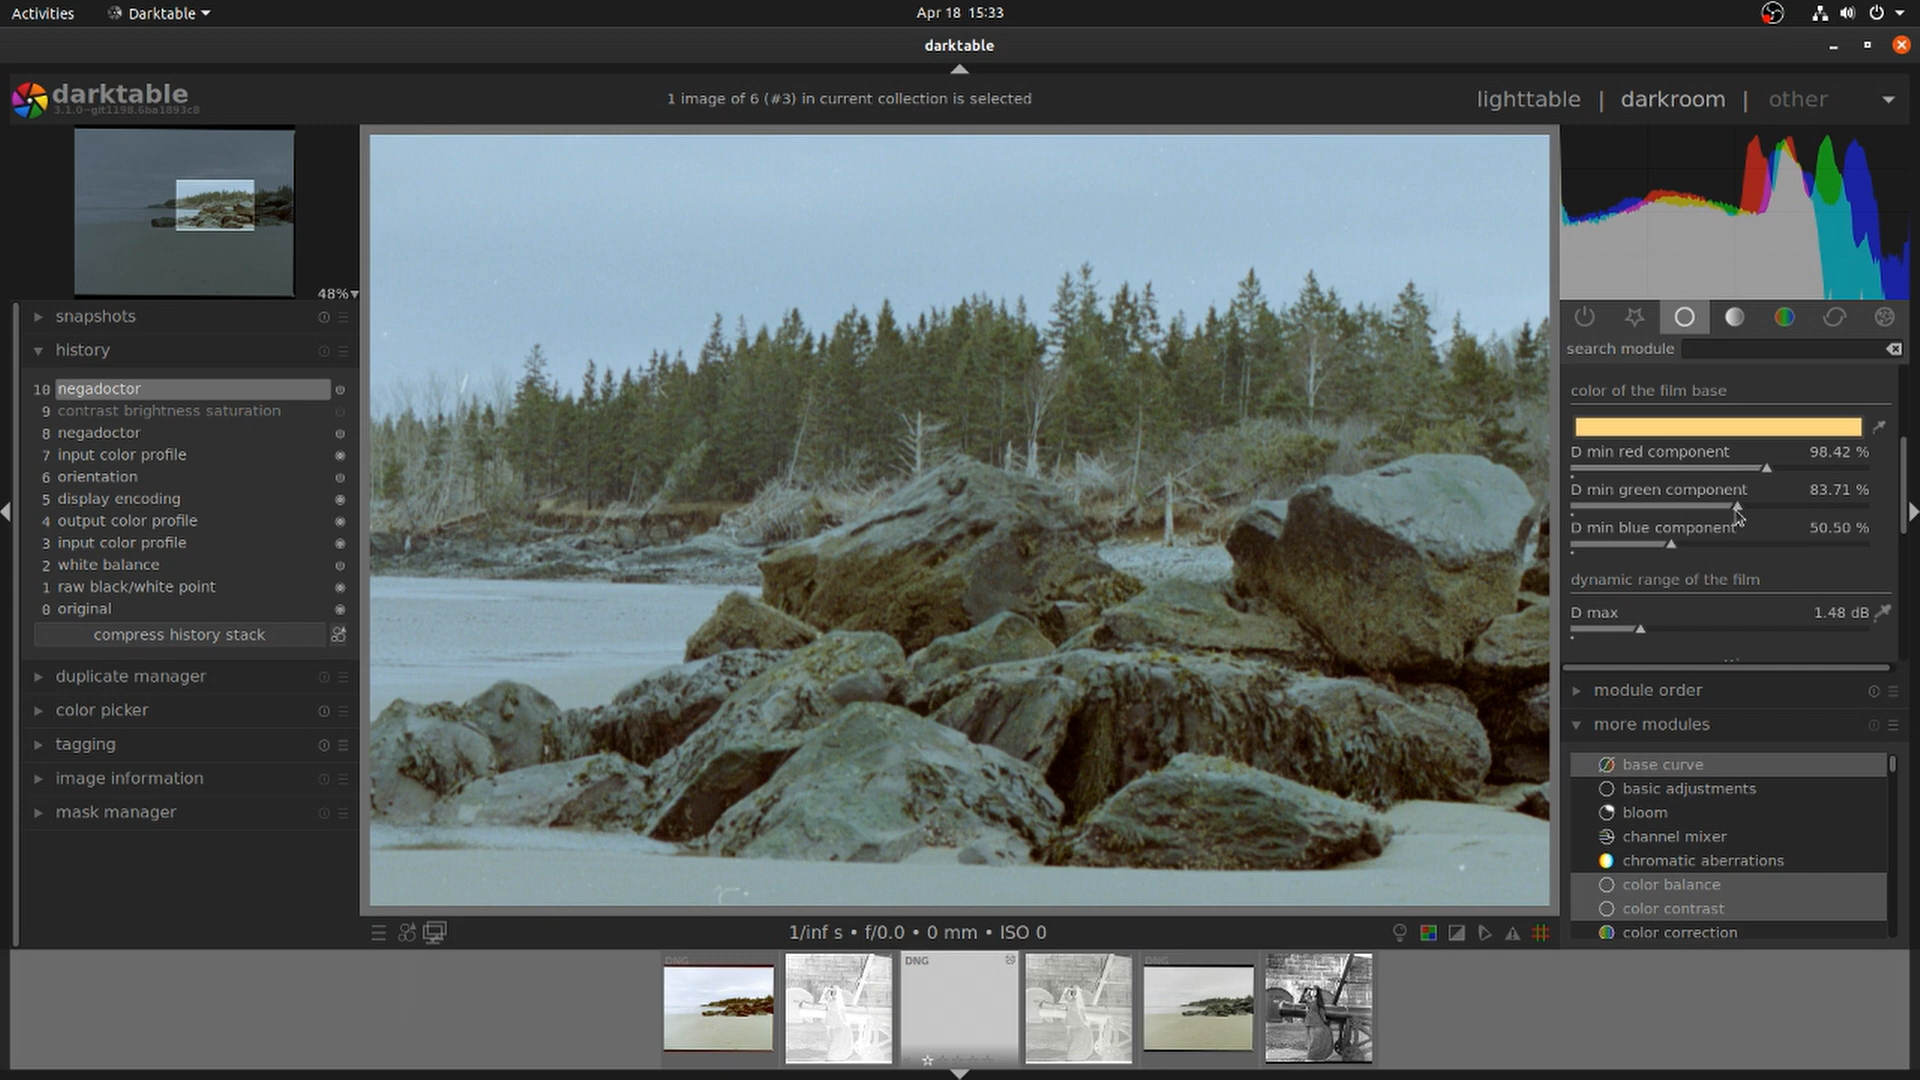 Activities
Darktable
Apr 18 15:33
darktable
darktable
3.1.0~git1198.6ba1893c8
1 image of 6 (#3) in current collection is selected
lighttable | darkroom | other
48%
snapshots
history
10 negadoctor
9 contrast brightness saturation
8 negadoctor
7 input color profile
6 orientation
5 display encoding
4 output color profile
3 input color profile
2 white balance
1 raw black/white point
0 original
compress history stack
duplicate manager
color picker
tagging
image information
mask manager
1/inf s • f/0.0 • 0 mm • ISO 0
search module
color of the film base
D min red component 98.42 %
D min green component 83.71 %
D min blue component 50.50 %
dynamic range of the film
D max 1.48 dB
module order
more modules
base curve
basic adjustments
bloom
channel mixer
chromatic aberrations
color balance
color contrast
color correction
DNG
DNG
DNG
DNG